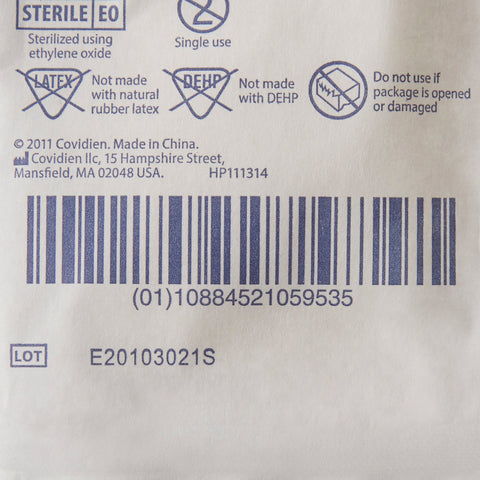 STERILE EO
2
Sterilized using
ethylene oxide
Single use
LATEX
Not made
with natural
rubber latex
DEHP
Not made
with DEHP
Do not use if
package is opened
or damaged
© 2011 Covidien. Made in China.
Covidien llc, 15 Hampshire Street,
Mansfield, MA 02048 USA. HP111314
(01)10884521059535
LOT E20103021S